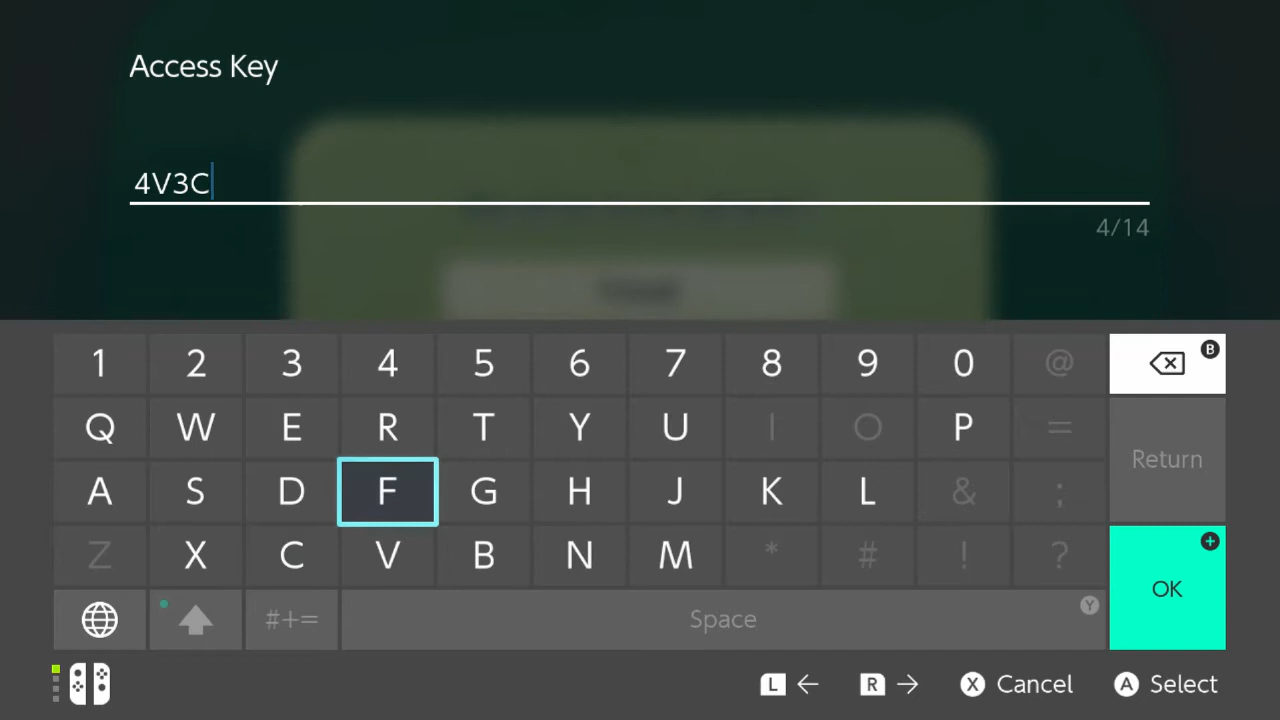 Access Key
4V3C
4/14
1 2 3 4 5 6 7 8 9 0 @ B
Q W E R T Y U I O P = Return
A S D F G H J K L & ;
Z X C V B N M * # ! ? + OK
#+= Space Y
L ← R → X Cancel A Select